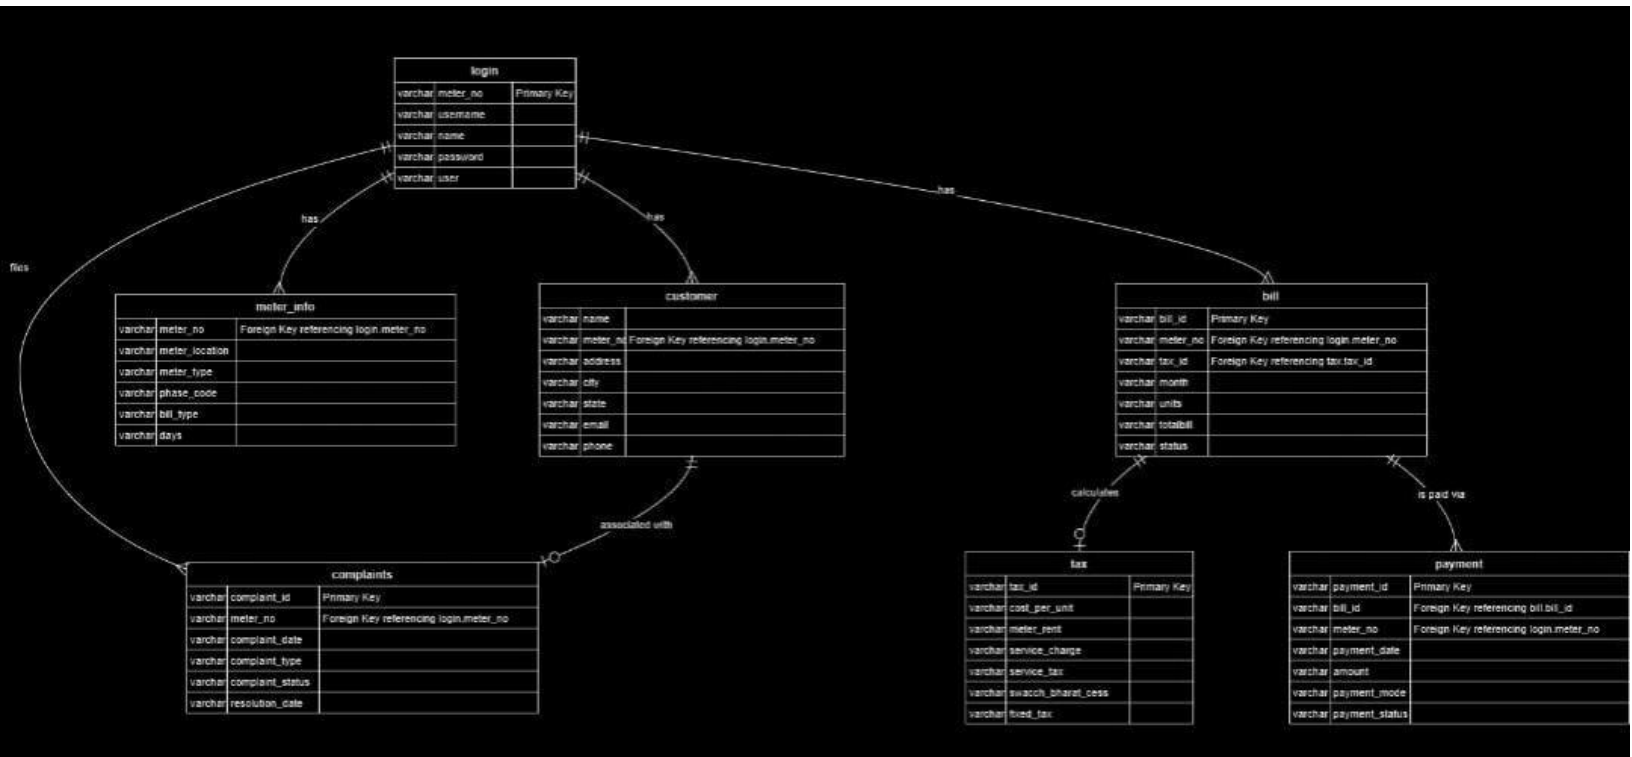 login
varchar meter_no Primary Key
varchar username
varchar name
varchar password
varchar user
has
has
has
files
meter_info
varchar meter_no Foreign Key referencing login.meter_no
varchar meter_location
varchar meter_type
varchar phase_code
varchar bill_type
varchar days
customer
varchar name
varchar meter_no Foreign Key referencing login.meter_no
varchar address
varchar city
varchar state
varchar email
varchar phone
bill
varchar bill_id Primary Key
varchar meter_no Foreign Key referencing login.meter_no
varchar tax_id Foreign Key referencing tax.tax_id
varchar month
varchar units
varchar totalbill
varchar status
calculates
is paid via
associated with
complaints
varchar complaint_id Primary Key
varchar meter_no Foreign Key referencing login.meter_no
varchar complaint_date
varchar complaint_type
varchar complaint_status
varchar resolution_date
tax
varchar tax_id Primary Key
varchar cost_per_unit
varchar meter_rent
varchar service_charge
varchar service_tax
varchar swacch_bharat_cess
varchar fixed_tax
payment
varchar payment_id Primary Key
varchar bill_id Foreign Key referencing bill.bill_id
varchar meter_no Foreign Key referencing login.meter_no
varchar payment_date
varchar amount
varchar payment_mode
varchar payment_status